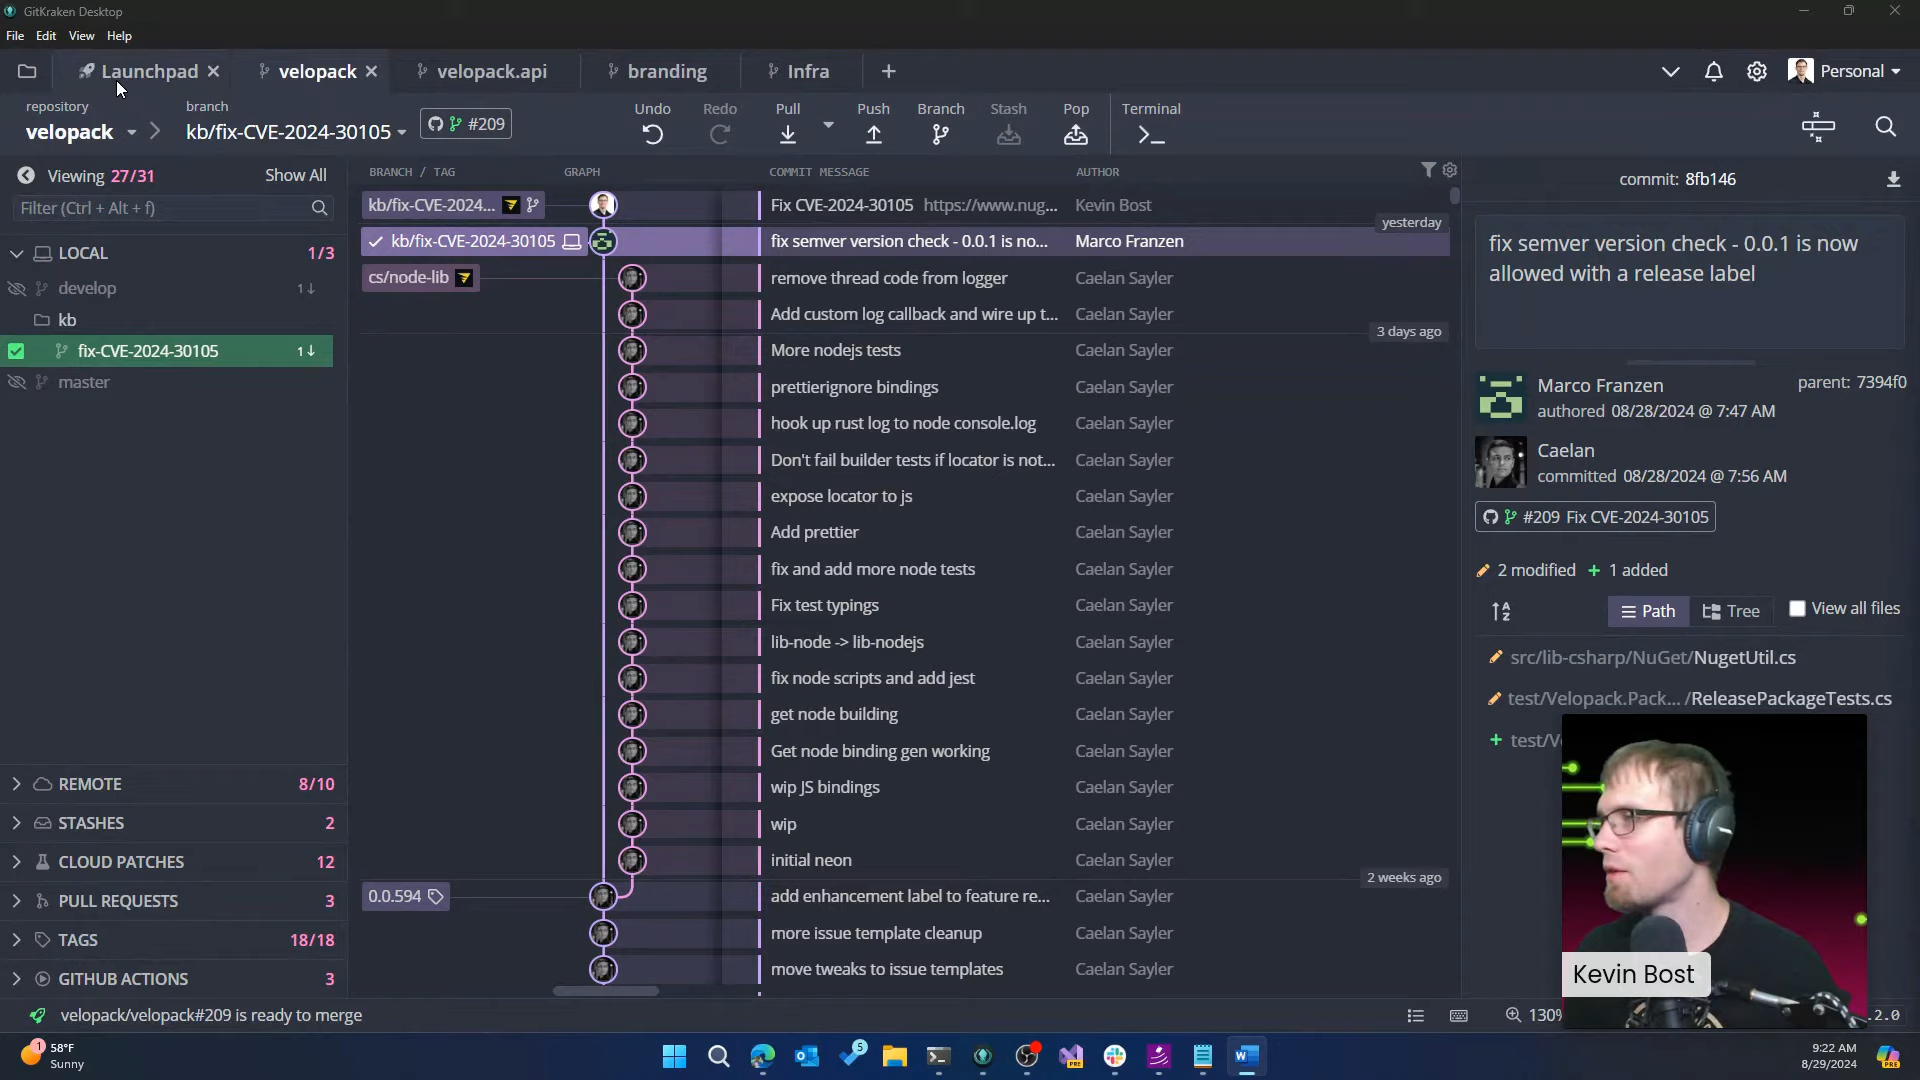 GitKraken Desktop
File Edit View Help
Launchpad velopack velopack.api branding Infra Personal
repository branch
velopack kb/fix-CVE-2024-30105 #209
Undo Redo Pull Push Branch Stash Pop Terminal
Viewing 27/31 Show All
Filter (Ctrl + Alt + f)
LOCAL 1/3
develop 1↓
kb
fix-CVE-2024-30105 1↓
master
REMOTE 8/10
STASHES 2
CLOUD PATCHES 12
PULL REQUESTS 3
TAGS 18/18
GITHUB ACTIONS 3
BRANCH / TAG GRAPH COMMIT MESSAGE AUTHOR
kb/fix-CVE-2024... Fix CVE-2024-30105 https://www.nug... Kevin Bost
yesterday
kb/fix-CVE-2024-30105 fix semver version check - 0.0.1 is no... Marco Franzen
cs/node-lib remove thread code from logger Caelan Sayler
Add custom log callback and wire up t... Caelan Sayler
3 days ago
More nodejs tests Caelan Sayler
prettierignore bindings Caelan Sayler
hook up rust log to node console.log Caelan Sayler
Don't fail builder tests if locator is not... Caelan Sayler
expose locator to js Caelan Sayler
Add prettier Caelan Sayler
fix and add more node tests Caelan Sayler
Fix test typings Caelan Sayler
lib-node -> lib-nodejs Caelan Sayler
fix node scripts and add jest Caelan Sayler
get node building Caelan Sayler
Get node binding gen working Caelan Sayler
wip JS bindings Caelan Sayler
wip Caelan Sayler
initial neon Caelan Sayler
2 weeks ago
0.0.594 add enhancement label to feature re... Caelan Sayler
more issue template cleanup Caelan Sayler
move tweaks to issue templates Caelan Sayler
commit: 8fb146
fix semver version check - 0.0.1 is now
allowed with a release label
Marco Franzen parent: 7394f0
authored 08/28/2024 @ 7:47 AM
Caelan
committed 08/28/2024 @ 7:56 AM
#209 Fix CVE-2024-30105
2 modified + 1 added
Path Tree View all files
src/lib-csharp/NuGet/NugetUtil.cs
test/Velopack.Pack... /ReleasePackageTests.cs
+ test/V
Kevin Bost
velopack/velopack#209 is ready to merge
130% .2.0
1 58°F
Sunny
5
9:22 AM
8/29/2024